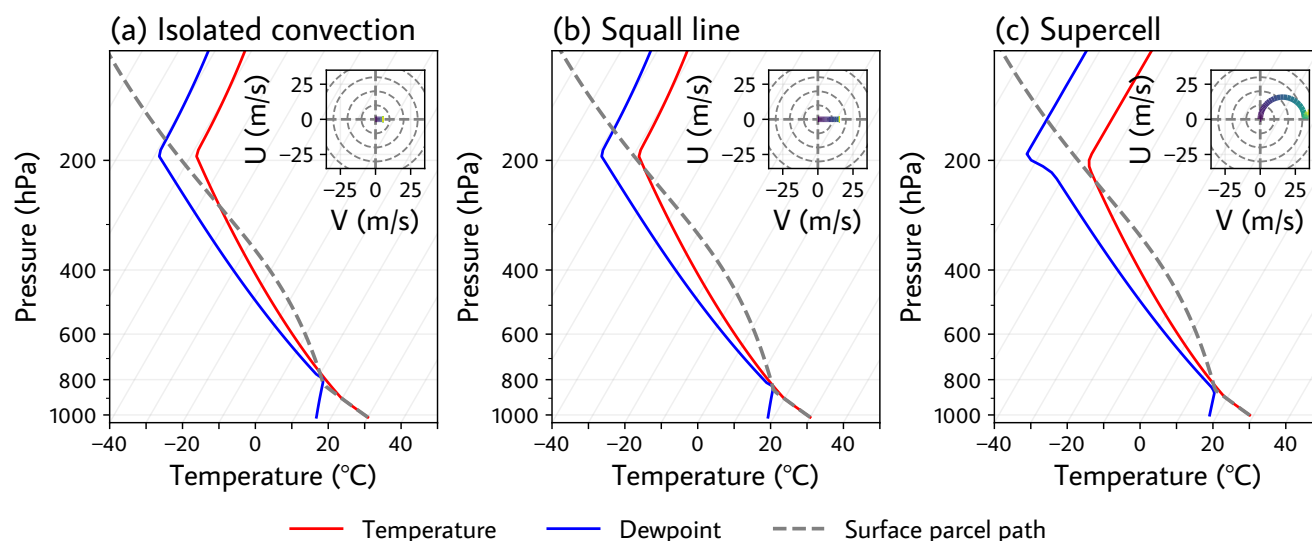 (a) Isolated convection
(b) Squall line
(c) Supercell
Pressure (hPa)
200
400
600
800
1000
−40
−20
0
20
40
Temperature (°C)
U (m/s)
25
0
−25
−25
0
25
V (m/s)
Pressure (hPa)
200
400
600
800
1000
−40
−20
0
20
40
Temperature (°C)
U (m/s)
25
0
−25
−25
0
25
V (m/s)
Pressure (hPa)
200
400
600
800
1000
−40
−20
0
20
40
Temperature (°C)
U (m/s)
25
0
−25
−25
0
25
V (m/s)
Temperature
Dewpoint
Surface parcel path